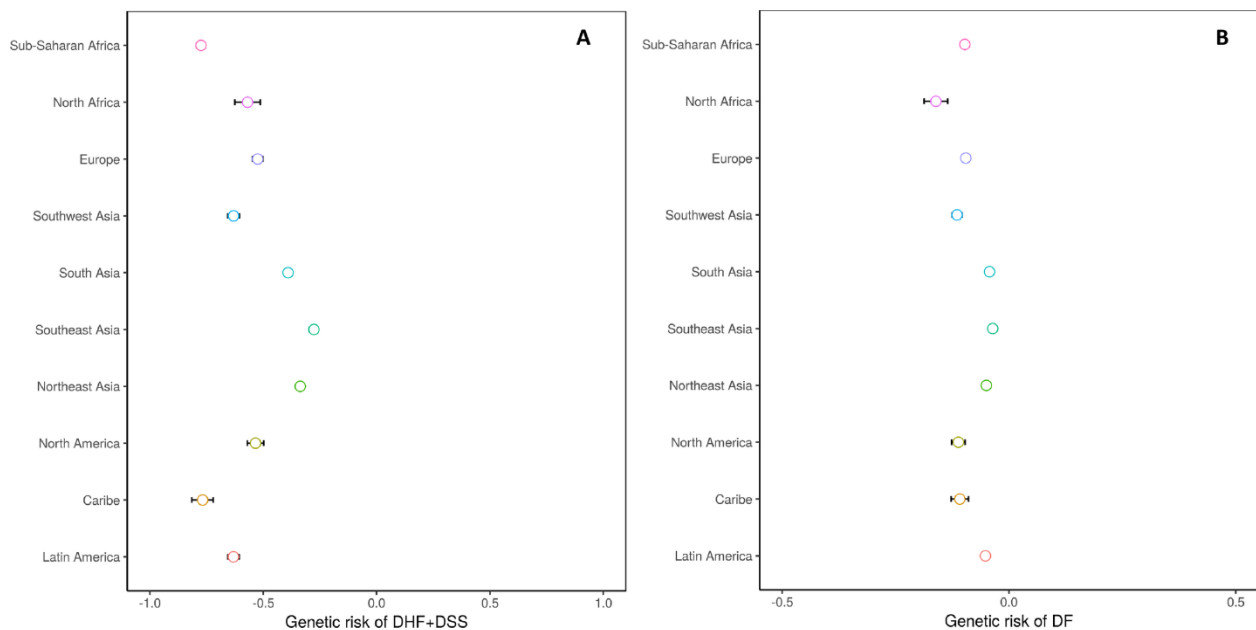 A
Sub-Saharan Africa
North Africa
Europe
Southwest Asia
South Asia
Southeast Asia
Northeast Asia
North America
Caribe
Latin America
-1.0 -0.5 0.0 0.5 1.0
Genetic risk of DHF+DSS
B
Sub-Saharan Africa
North Africa
Europe
Southwest Asia
South Asia
Southeast Asia
Northeast Asia
North America
Caribe
Latin America
-0.5 0.0 0.5
Genetic risk of DF